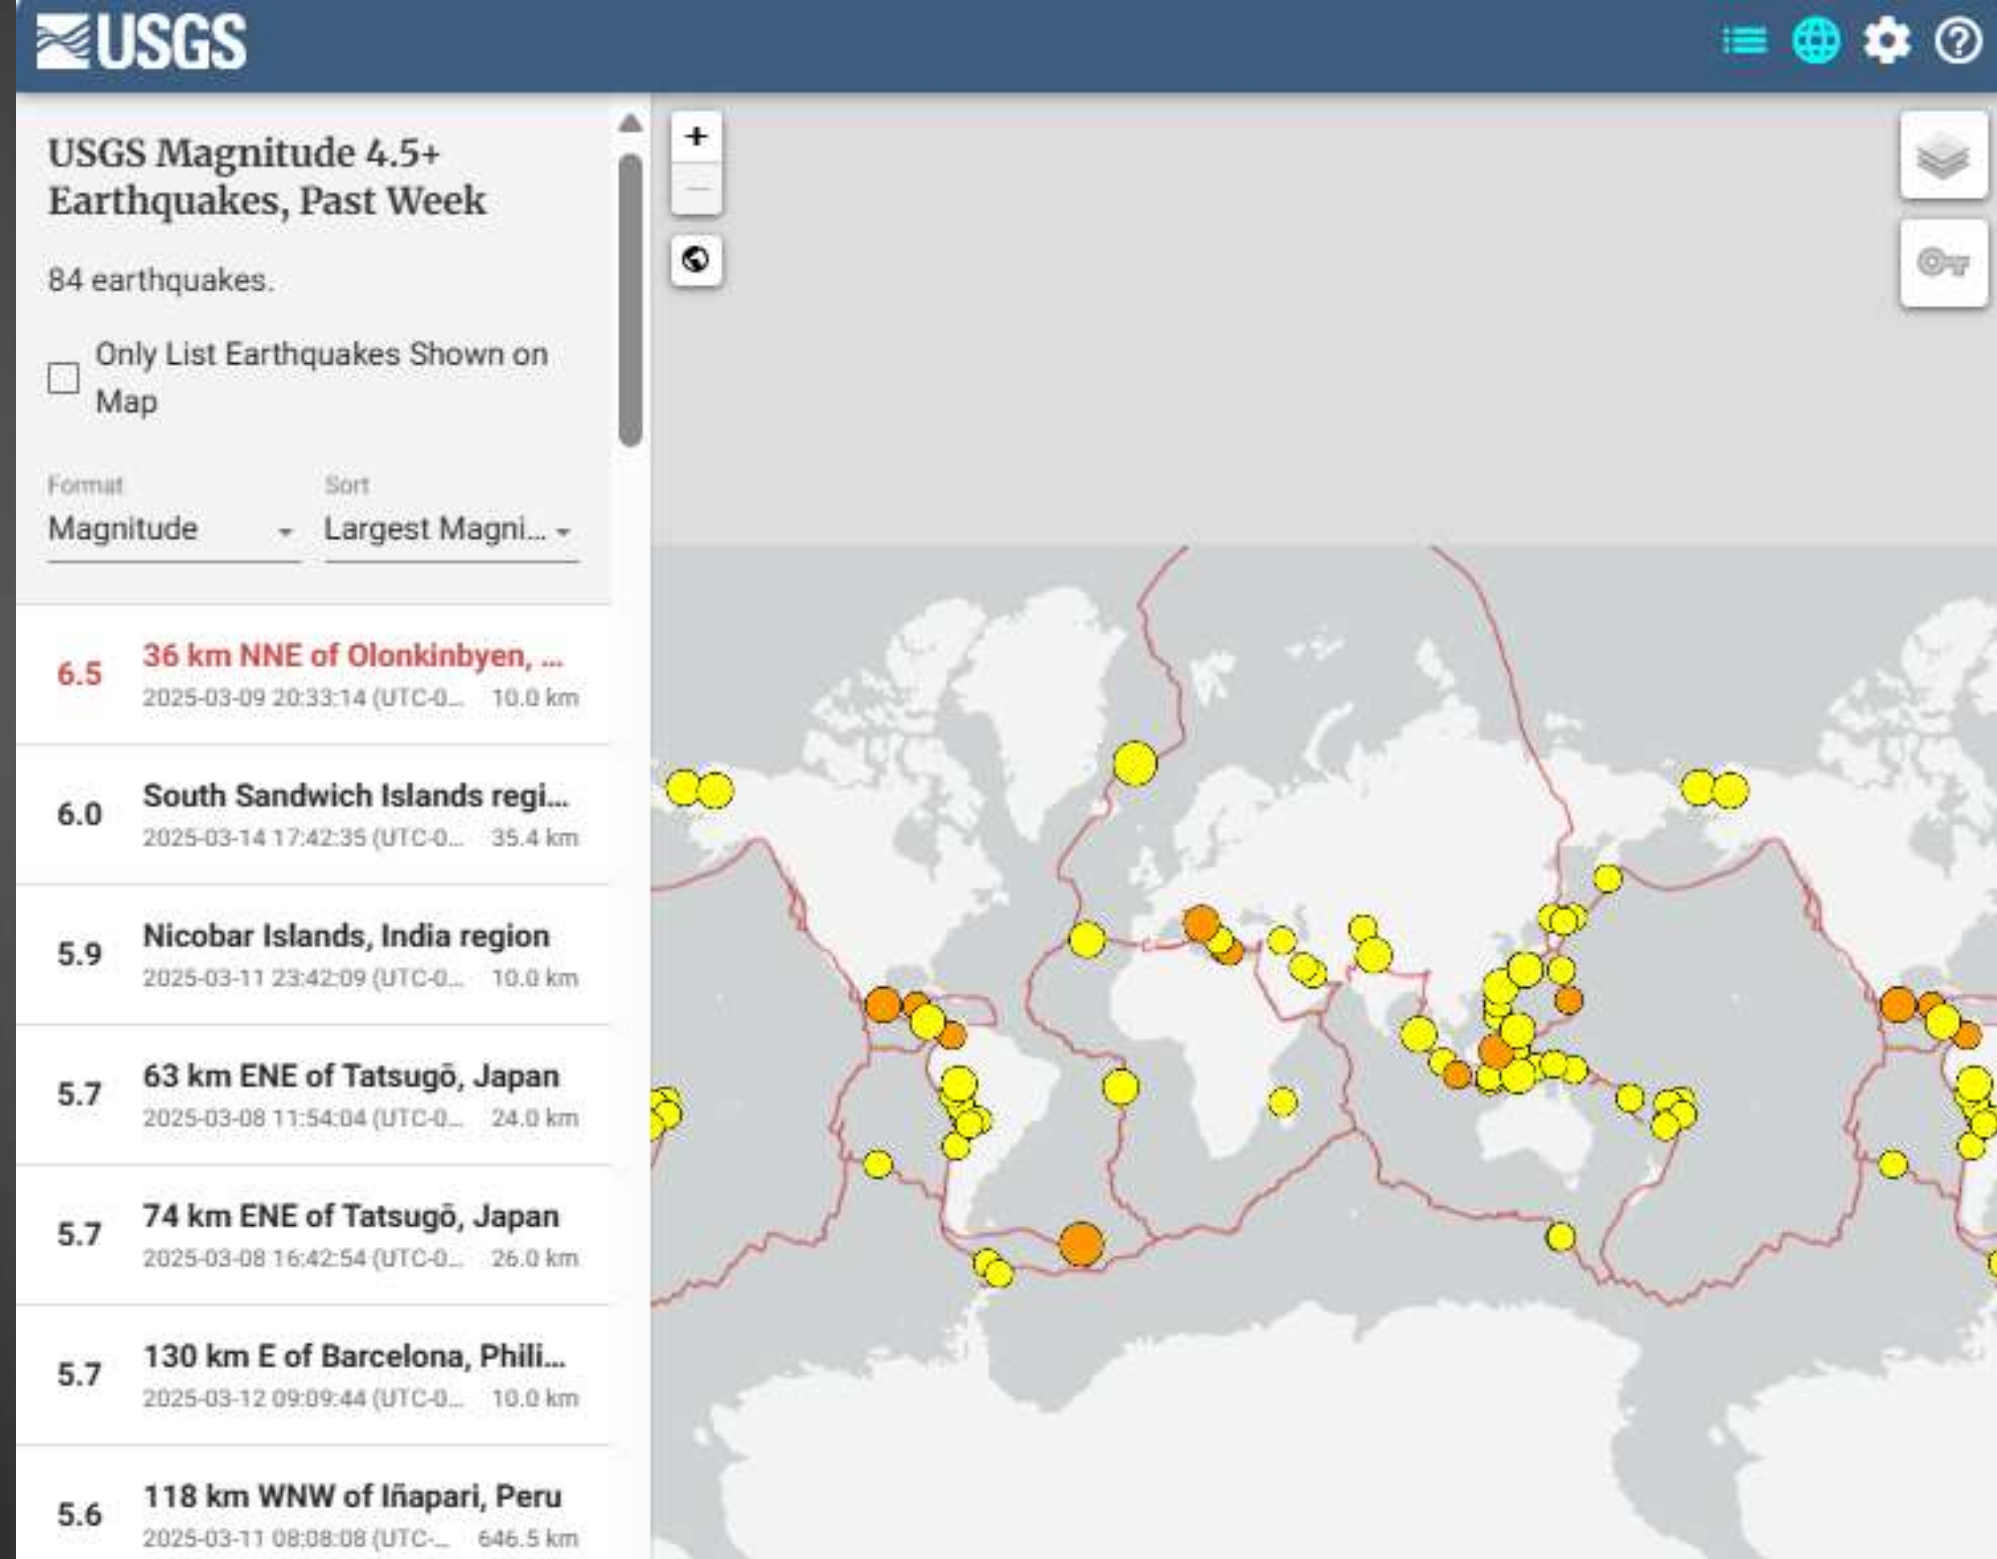 USGS
USGS Magnitude 4.5+
Earthquakes, Past Week
84 earthquakes.
Only List Earthquakes Shown on
Map
Format
Sort
Magnitude
Largest Magni...
6.5
36 km NNE of Olonkinbyen, ...
2025-03-09 20:33:14 (UTC-0... 10.0 km
6.0
South Sandwich Islands regi...
2025-03-14 17:42:35 (UTC-0... 35.4 km
5.9
Nicobar Islands, India region
2025-03-11 23:42:09 (UTC-0... 10.0 km
5.7
63 km ENE of Tatsugō, Japan
2025-03-08 11:54:04 (UTC-0... 24.0 km
5.7
74 km ENE of Tatsugō, Japan
2025-03-08 16:42:54 (UTC-0... 26.0 km
5.7
130 km E of Barcelona, Phili...
2025-03-12 09:09:44 (UTC-0... 10.0 km
5.6
118 km WNW of Iñapari, Peru
2025-03-11 08:08:08 (UTC-... 646.5 km